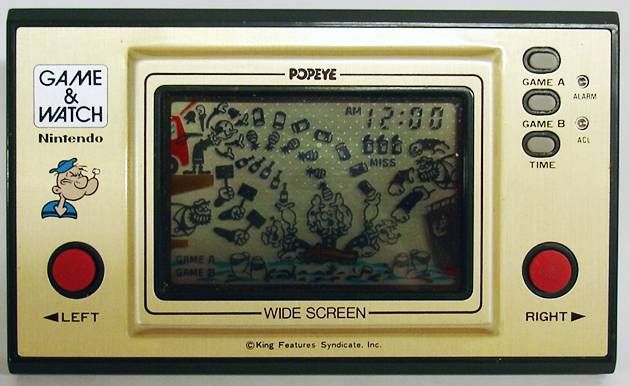 GAME
&
WATCH
Nintendo
POPEYE
GAME A
ALARM
GAME B
ACL
TIME
AM 12:00
MISS
GAME A
GAME B
◄LEFT
WIDE SCREEN
RIGHT►
©King Features Syndicate, Inc.